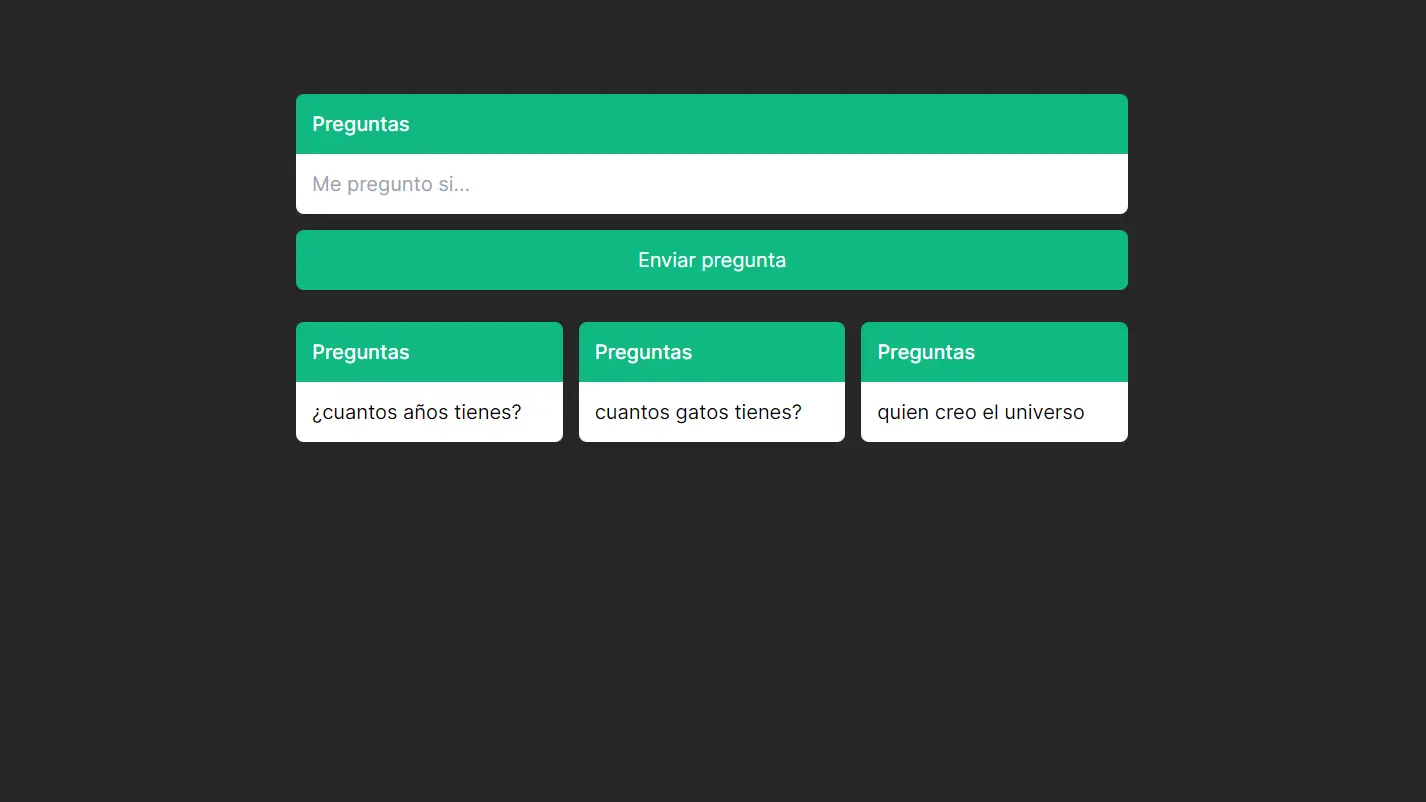 Preguntas
Me pregunto si...
Enviar pregunta
Preguntas
¿cuantos años tienes?
Preguntas
cuantos gatos tienes?
Preguntas
quien creo el universo